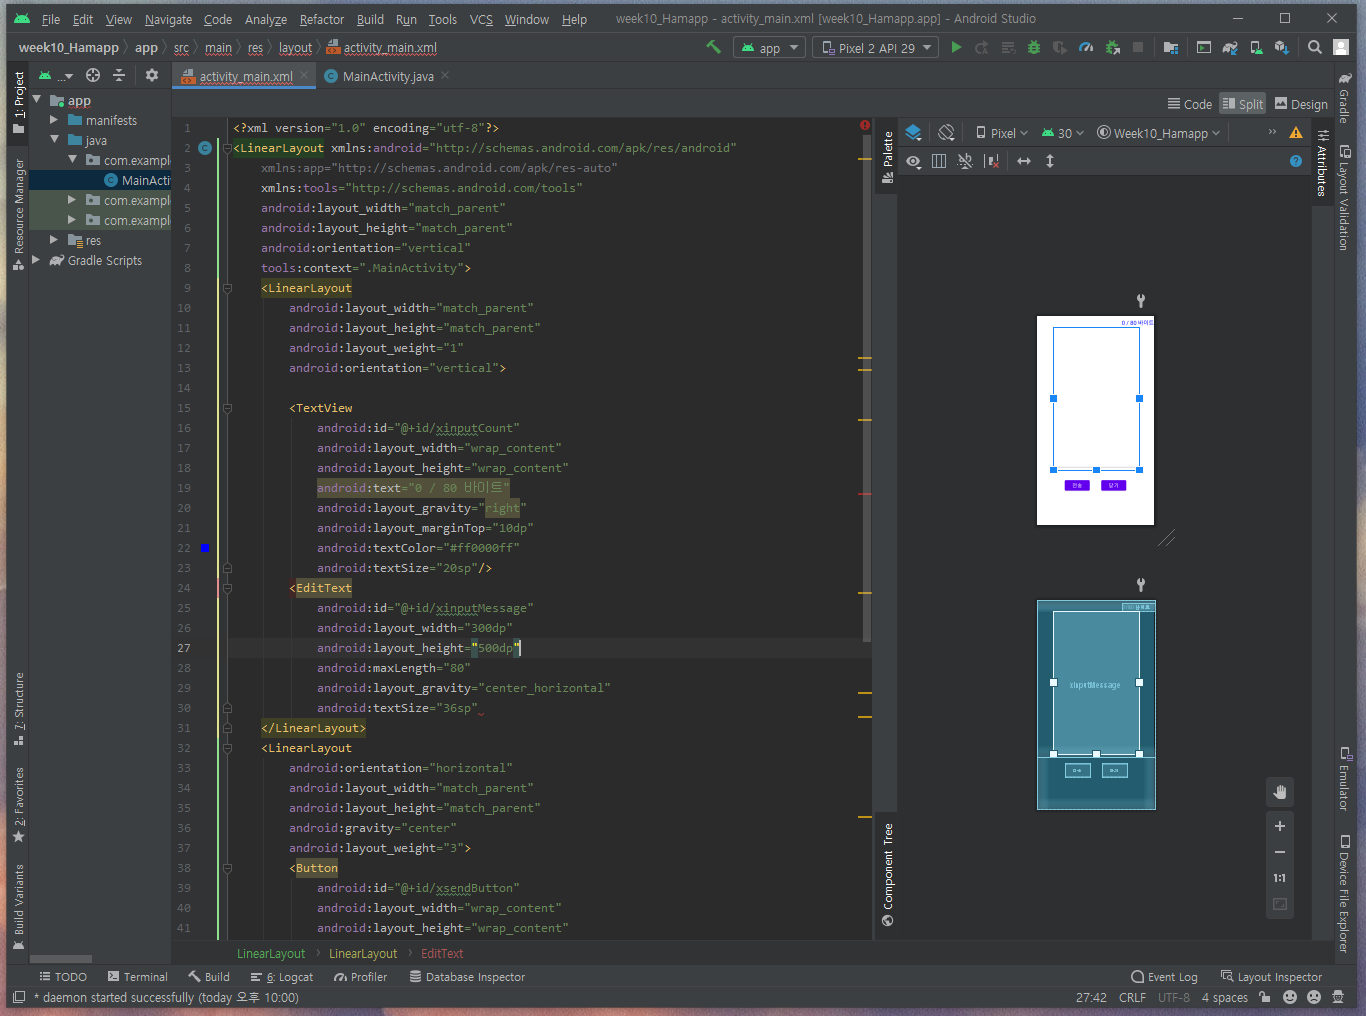 File Edit View Navigate Code Analyze Refactor Build Run Tools VCS Window Help week10_Hamapp - activity_main.xml [week10_Hamapp.app] - Android Studio
week10_Hamapp app src main res layout activity_main.xml app Pixel 2 API 29
... activity_main.xml MainActivity.java
Code Split Design
1: Project
Resource Manager
7: Structure
2: Favorites
Build Variants
app
manifests
java
com.example
MainActi
com.example
com.example
res
Gradle Scripts
1 <?xml version="1.0" encoding="utf-8"?>
2 <LinearLayout xmlns:android="http://schemas.android.com/apk/res/android"
3 xmlns:app="http://schemas.android.com/apk/res-auto"
4 xmlns:tools="http://schemas.android.com/tools"
5 android:layout_width="match_parent"
6 android:layout_height="match_parent"
7 android:orientation="vertical"
8 tools:context=".MainActivity">
9 <LinearLayout
10 android:layout_width="match_parent"
11 android:layout_height="match_parent"
12 android:layout_weight="1"
13 android:orientation="vertical">
14
15 <TextView
16 android:id="@+id/xinputCount"
17 android:layout_width="wrap_content"
18 android:layout_height="wrap_content"
19 android:text="0 / 80 바이트"
20 android:layout_gravity="right"
21 android:layout_marginTop="10dp"
22 android:textColor="#ff0000ff"
23 android:textSize="20sp"/>
24 <EditText
25 android:id="@+id/xinputMessage"
26 android:layout_width="300dp"
27 android:layout_height="500dp"
28 android:maxLength="80"
29 android:layout_gravity="center_horizontal"
30 android:textSize="36sp"
31 </LinearLayout>
32 <LinearLayout
33 android:orientation="horizontal"
34 android:layout_width="match_parent"
35 android:layout_height="match_parent"
36 android:gravity="center"
37 android:layout_weight="3">
38 <Button
39 android:id="@+id/xsendButton"
40 android:layout_width="wrap_content"
41 android:layout_height="wrap_content"
LinearLayout LinearLayout EditText
Palette
Component Tree
Pixel 30 Week10_Hamapp
0 / 80 바이트
전송 닫기
xinputMessage
1:1
Attributes
Gradle
Layout Validation
Emulator
Device File Explorer
TODO Terminal Build 6: Logcat Profiler Database Inspector Event Log Layout Inspector
* daemon started successfully (today 오후 10:00) 27:42 CRLF UTF-8 4 spaces